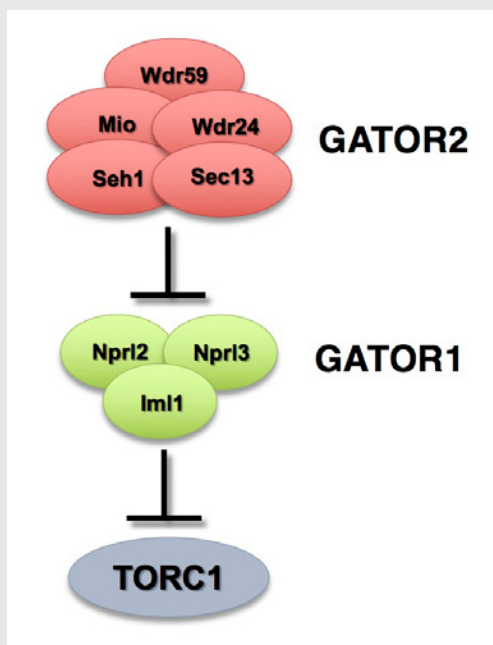 Wdr59
Mio
Wdr24
GATOR2
Seh1
Sec13
Nprl2
Nprl3
GATOR1
Iml1
TORC1